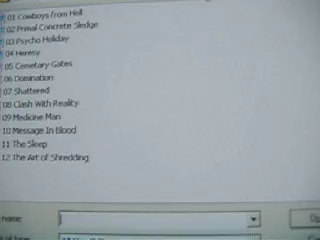 01 Cowboys from Hell
02 Primal Concrete Sledge
03 Psycho Holiday
04 Heresy
05 Cemetary Gates
06 Domination
07 Shattered
08 Clash With Reality
09 Medicine Man
10 Message In Blood
11 The Sleep
12 The Art of Shredding
name:
Op